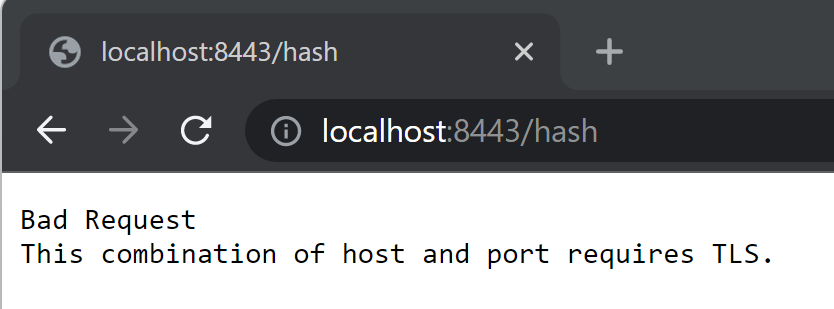 localhost:8443/hash
localhost:8443/hash
Bad Request
This combination of host and port requires TLS.